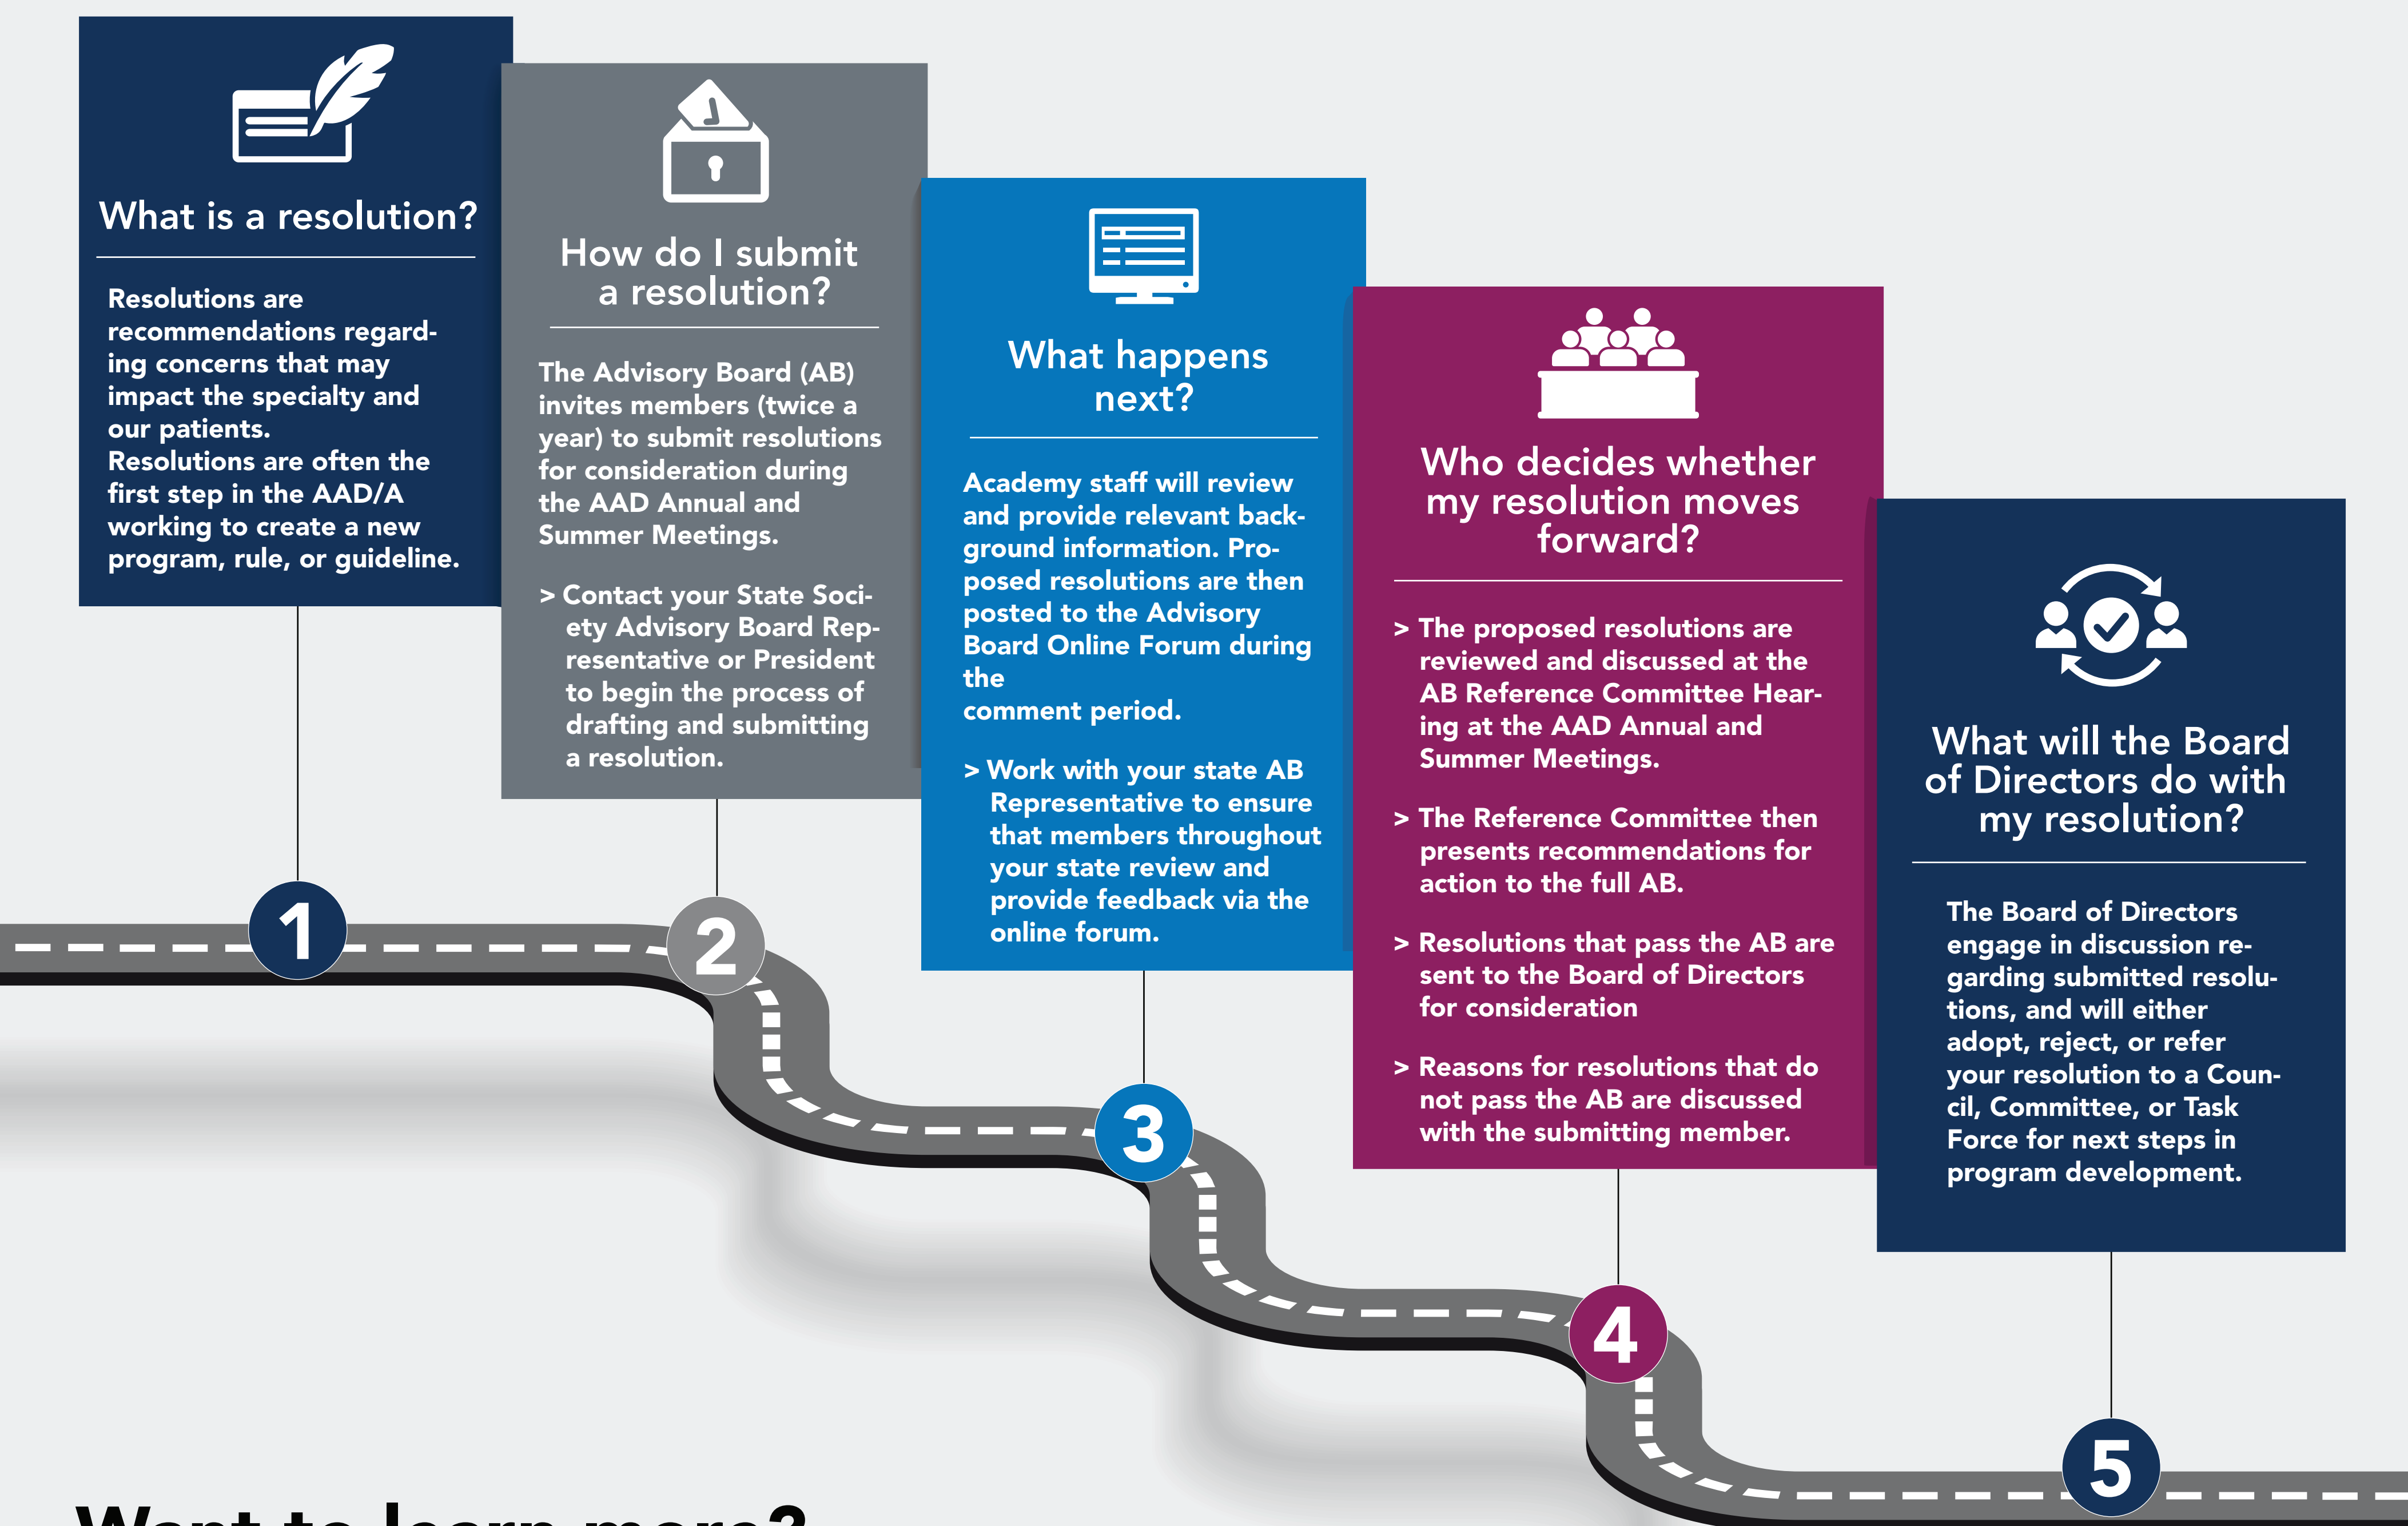 What is a resolution?
Resolutions are
recommendations regard-
ing concerns that may
impact the specialty and
our patients.
Resolutions are often the
first step in the AAD/A
working to create a new
program, rule, or guideline.
How do I submit
a resolution?
The Advisory Board (AB)
invites members (twice a
year) to submit resolutions
for consideration during
the AAD Annual and
Summer Meetings.
> Contact your State Soci-
ety Advisory Board Rep-
resentative or President
to begin the process of
drafting and submitting
a resolution.
What happens
next?
Academy staff will review
and provide relevant back-
ground information. Pro-
posed resolutions are then
posted to the Advisory
Board Online Forum during
the
comment period.
> Work with your state AB
Representative to ensure
that members throughout
your state review and
provide feedback via the
online forum.
Who decides whether
my resolution moves
forward?
> The proposed resolutions are
reviewed and discussed at the
AB Reference Committee Hear-
ing at the AAD Annual and
Summer Meetings.
> The Reference Committee then
presents recommendations for
action to the full AB.
> Resolutions that pass the AB are
sent to the Board of Directors
for consideration
> Reasons for resolutions that do
not pass the AB are discussed
with the submitting member.
What will the Board
of Directors do with
my resolution?
The Board of Directors
engage in discussion re-
garding submitted resolu-
tions, and will either
adopt, reject, or refer
your resolution to a Coun-
cil, Committee, or Task
Force for next steps in
program development.
1
2
3
4
5
Want to learn more?